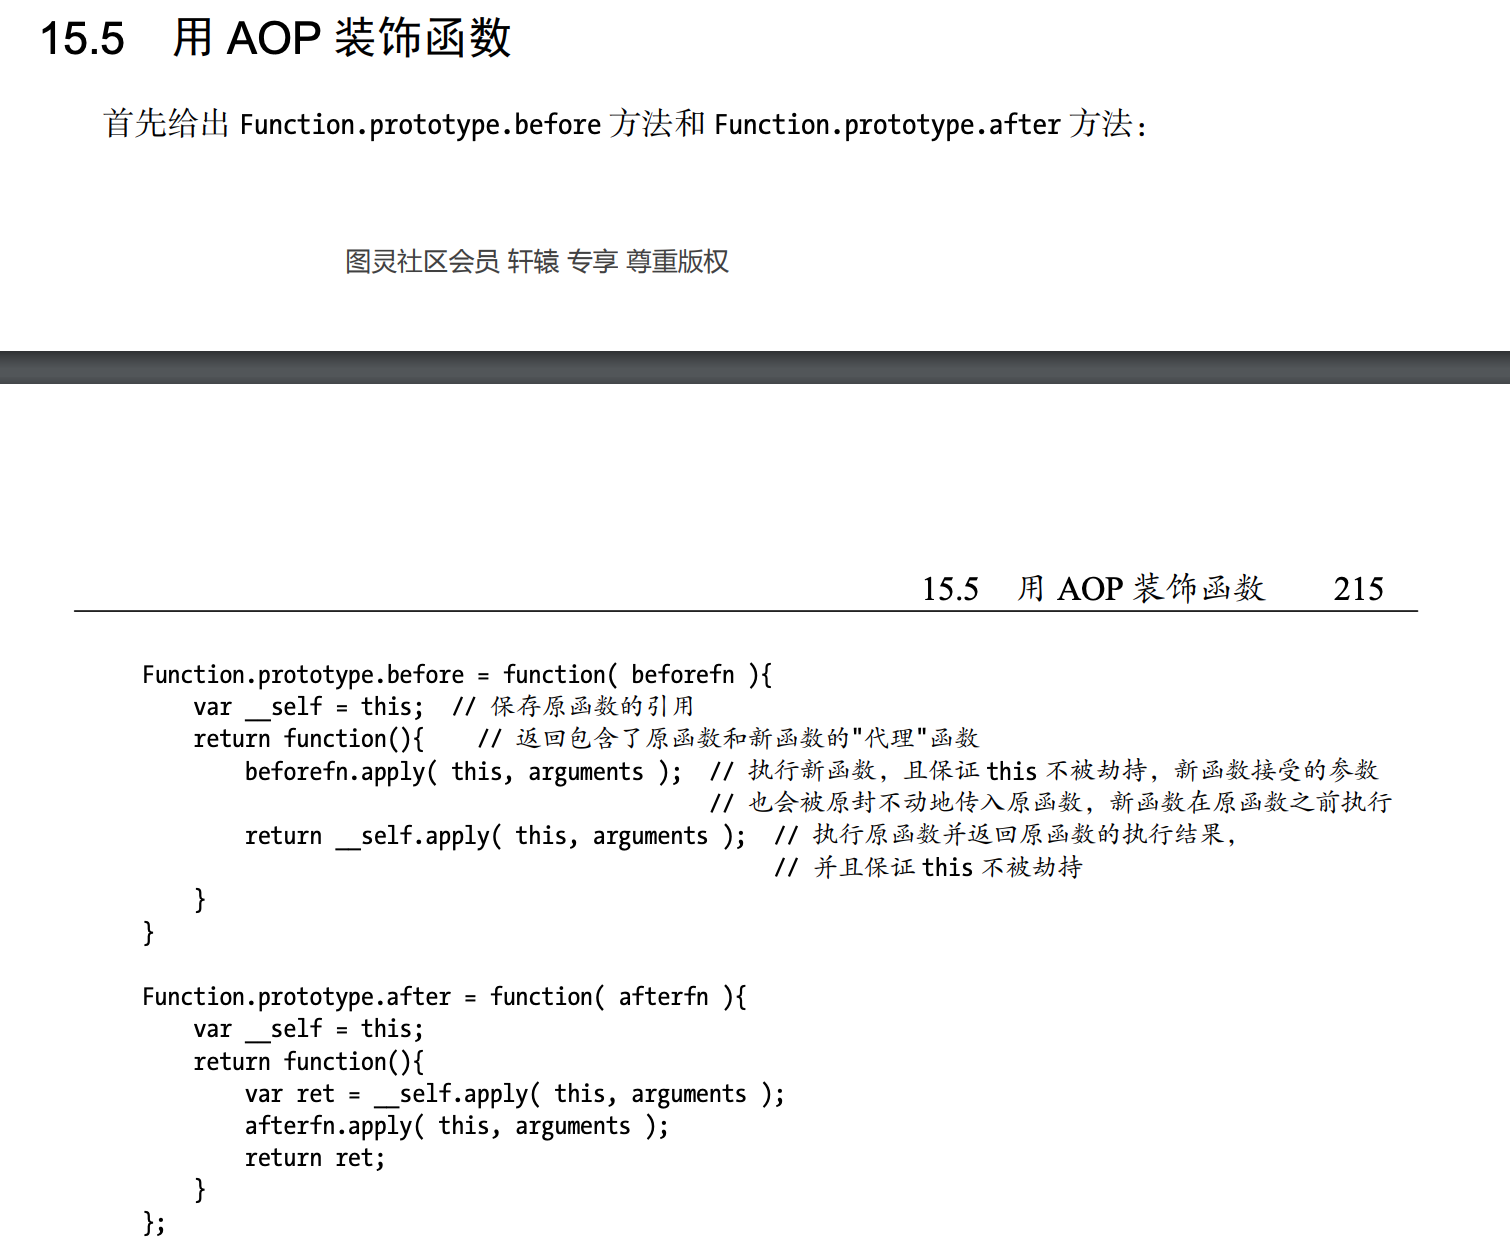 15.5 用 AOP 装饰函数
首先给出 Function.prototype.before 方法和 Function.prototype.after 方法：
图灵社区会员 轩辕 专享 尊重版权
15.5 用 AOP 装饰函数 215
Function.prototype.before = function( beforefn ){
var __self = this; // 保存原函数的引用
return function(){ // 返回包含了原函数和新函数的"代理"函数
beforefn.apply( this, arguments ); // 执行新函数，且保证 this 不被劫持，新函数接受的参数
// 也会被原封不动地传入原函数，新函数在原函数之前执行
return __self.apply( this, arguments ); // 执行原函数并返回原函数的执行结果，
// 并且保证 this 不被劫持
}
}
Function.prototype.after = function( afterfn ){
var __self = this;
return function(){
var ret = __self.apply( this, arguments );
afterfn.apply( this, arguments );
return ret;
}
};